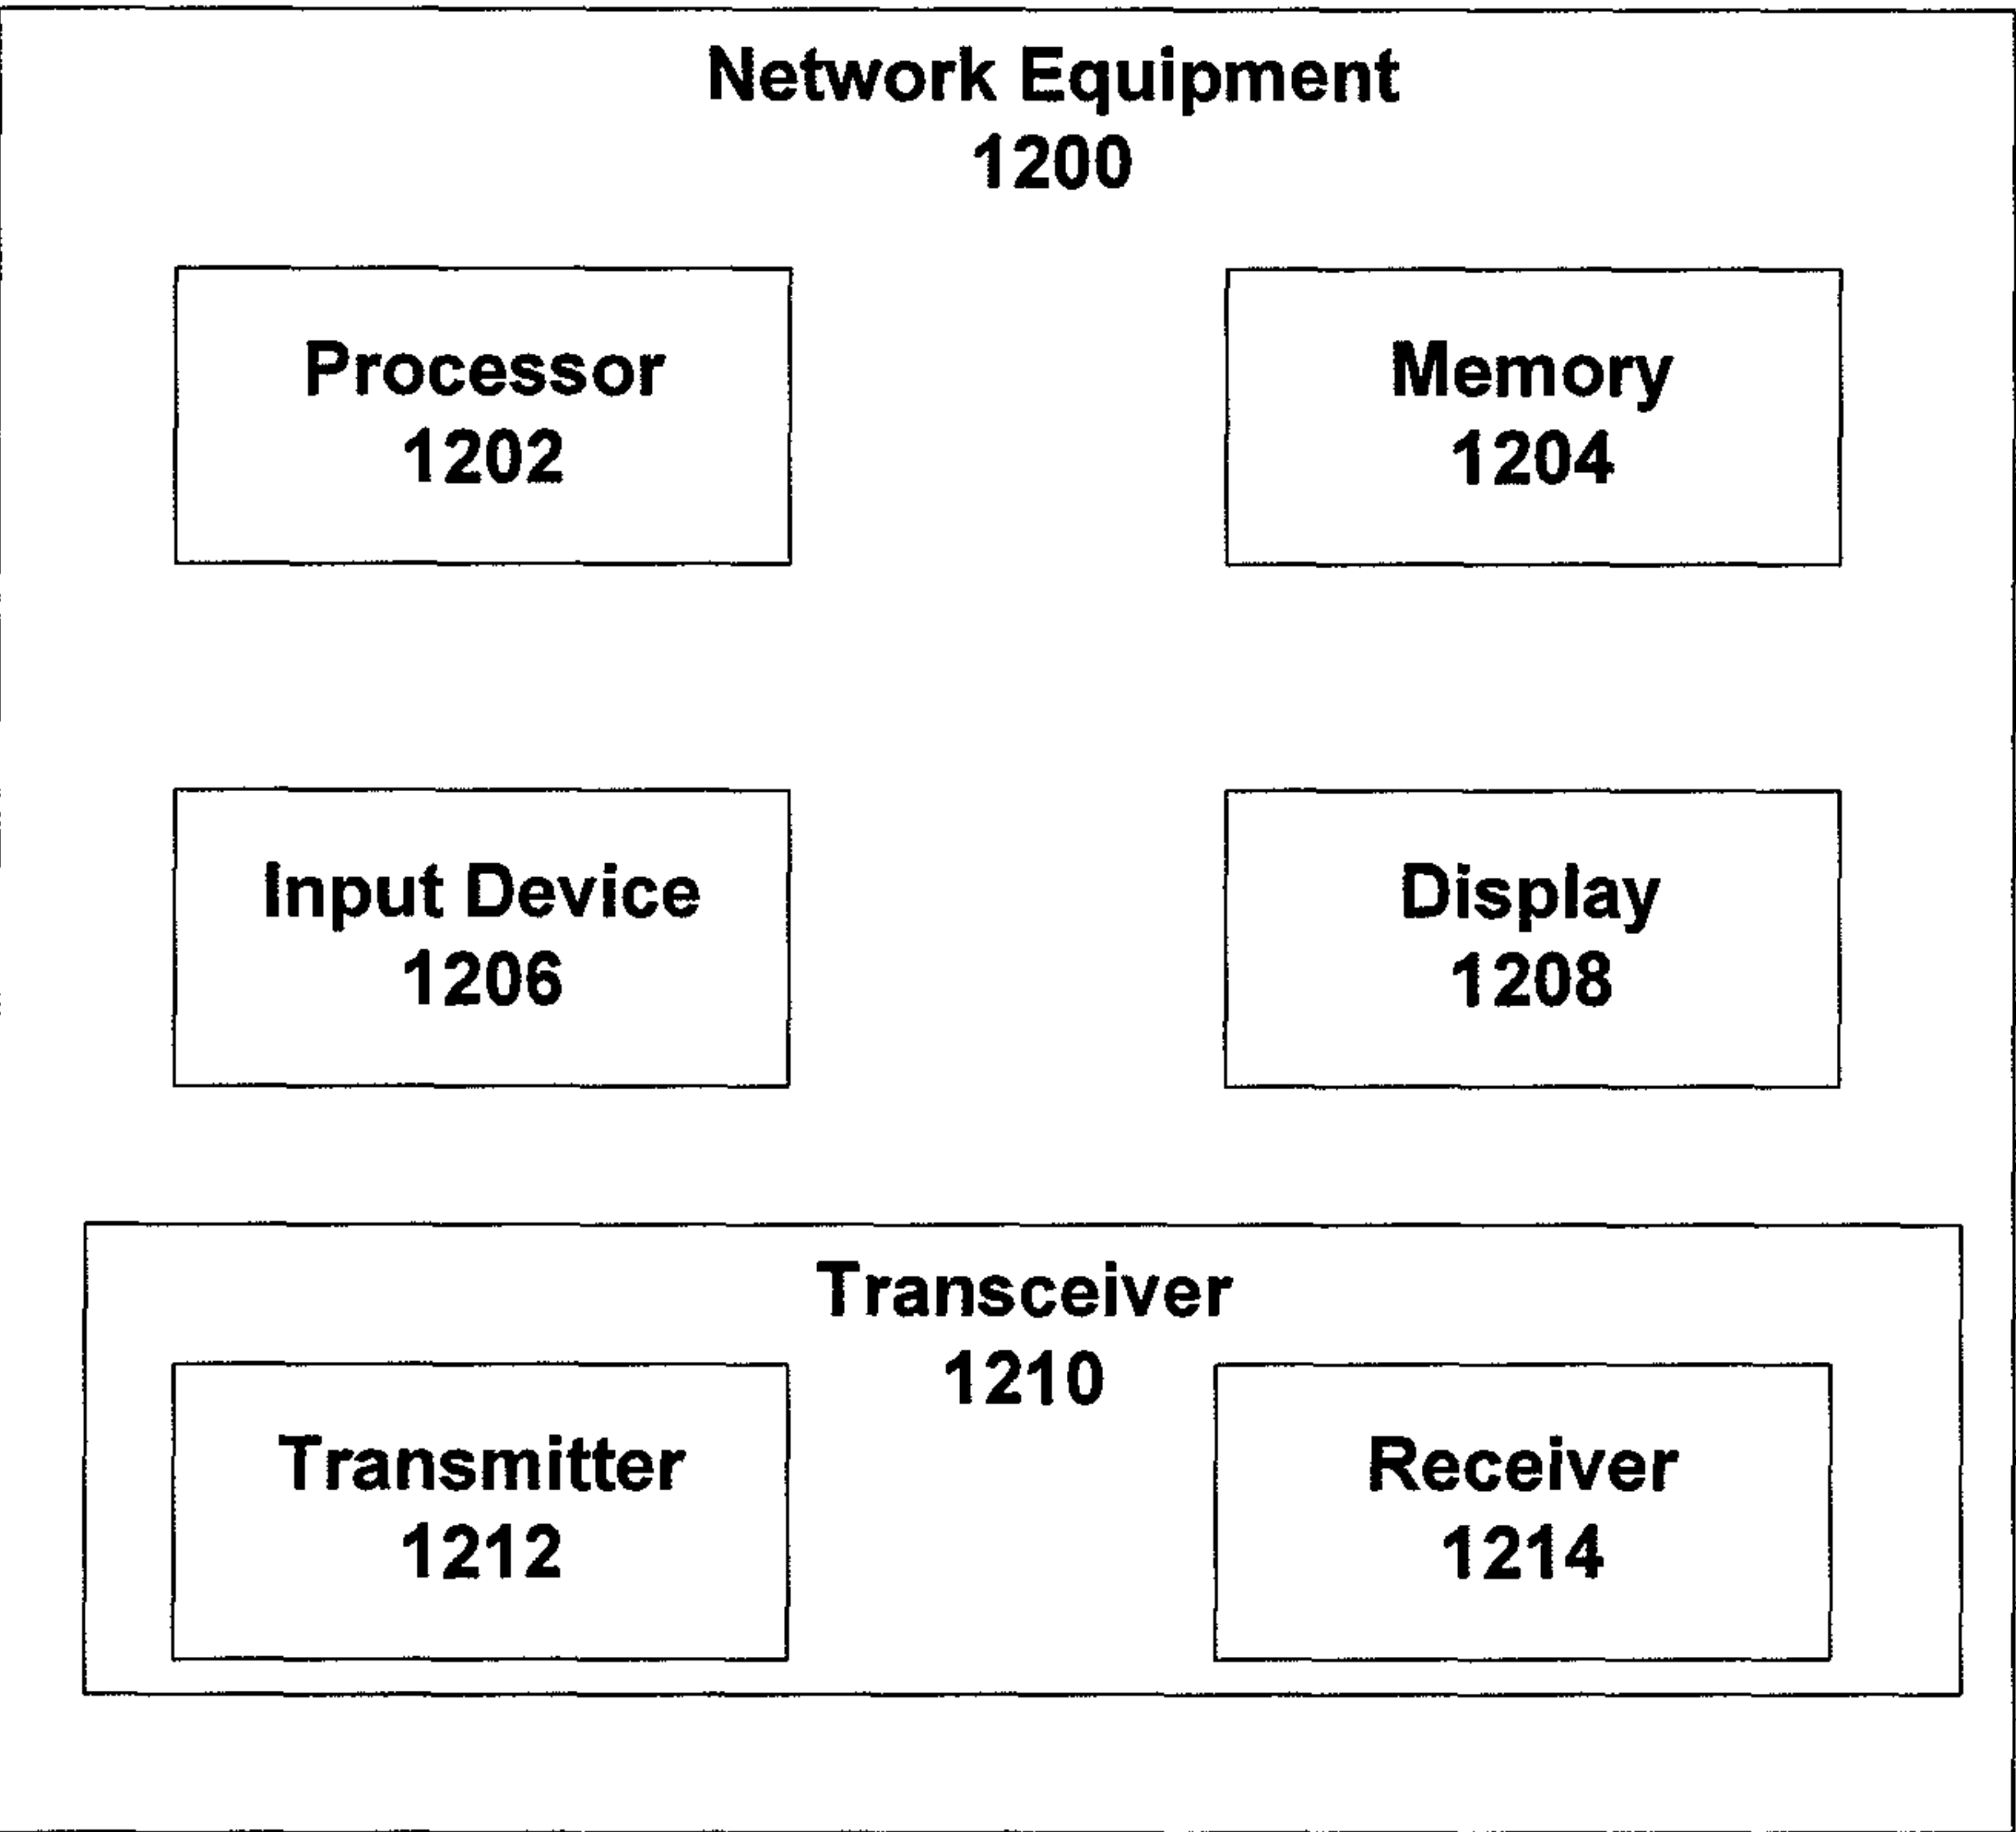 Network Equipment
1200
Processor
1202
Memory
1204
Input Device
1206
Display
1208
Transceiver
1210
Transmitter
1212
Receiver
1214